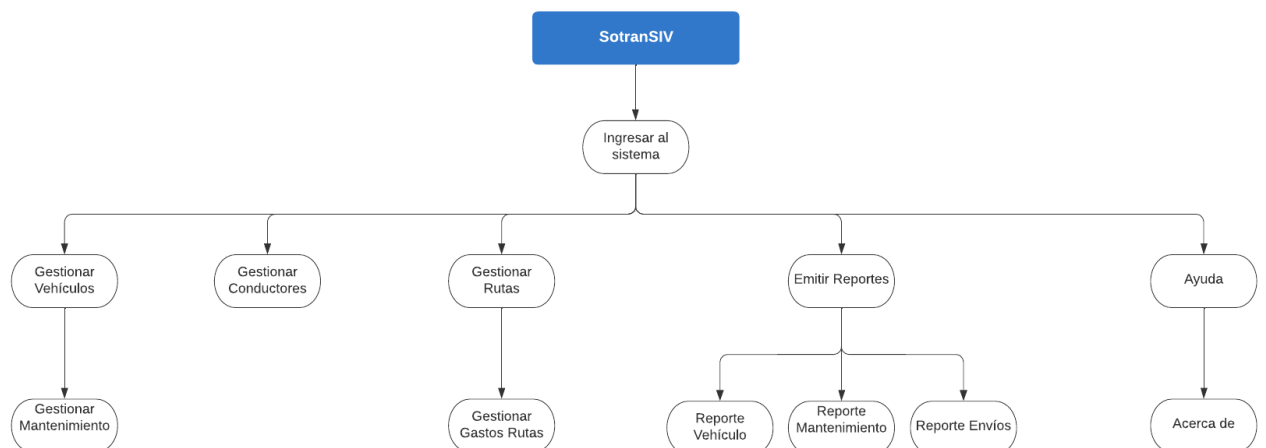 SotranSIV
Ingresar al
sistema
Gestionar
Vehículos
Gestionar
Conductores
Gestionar
Rutas
Emitir Reportes
Ayuda
Gestionar
Mantenimiento
Gestionar
Gastos Rutas
Reporte
Vehículo
Reporte
Mantenimiento
Reporte Envíos
Acerca de